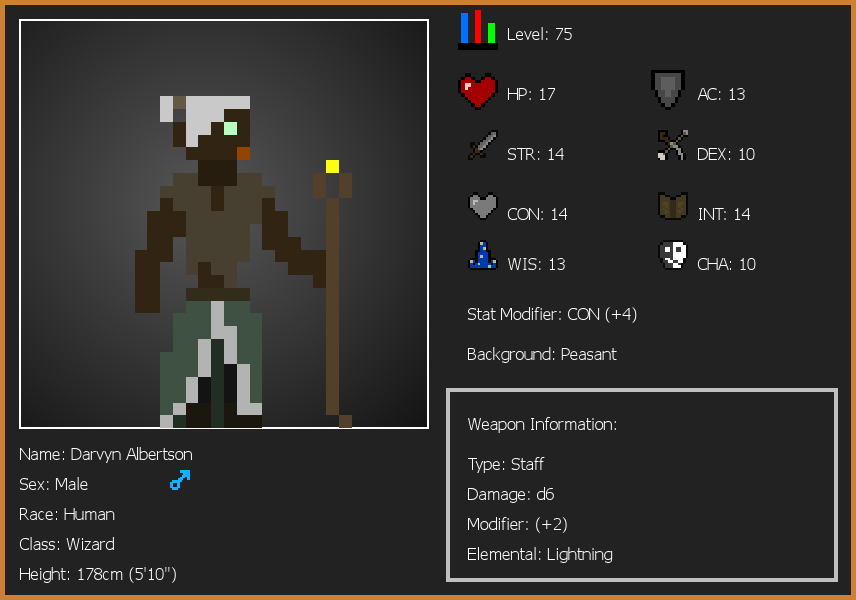 Level: 75
HP: 17
AC: 13
STR: 14
DEX: 10
CON: 14
INT: 14
WIS: 13
CHA: 10
Stat Modifier: CON (+4)
Background: Peasant
Weapon Information:
Type: Staff
Damage: d6
Modifier: (+2)
Elemental: Lightning
Name: Darvyn Albertson
Sex: Male
Race: Human
Class: Wizard
Height: 178cm (5'10")